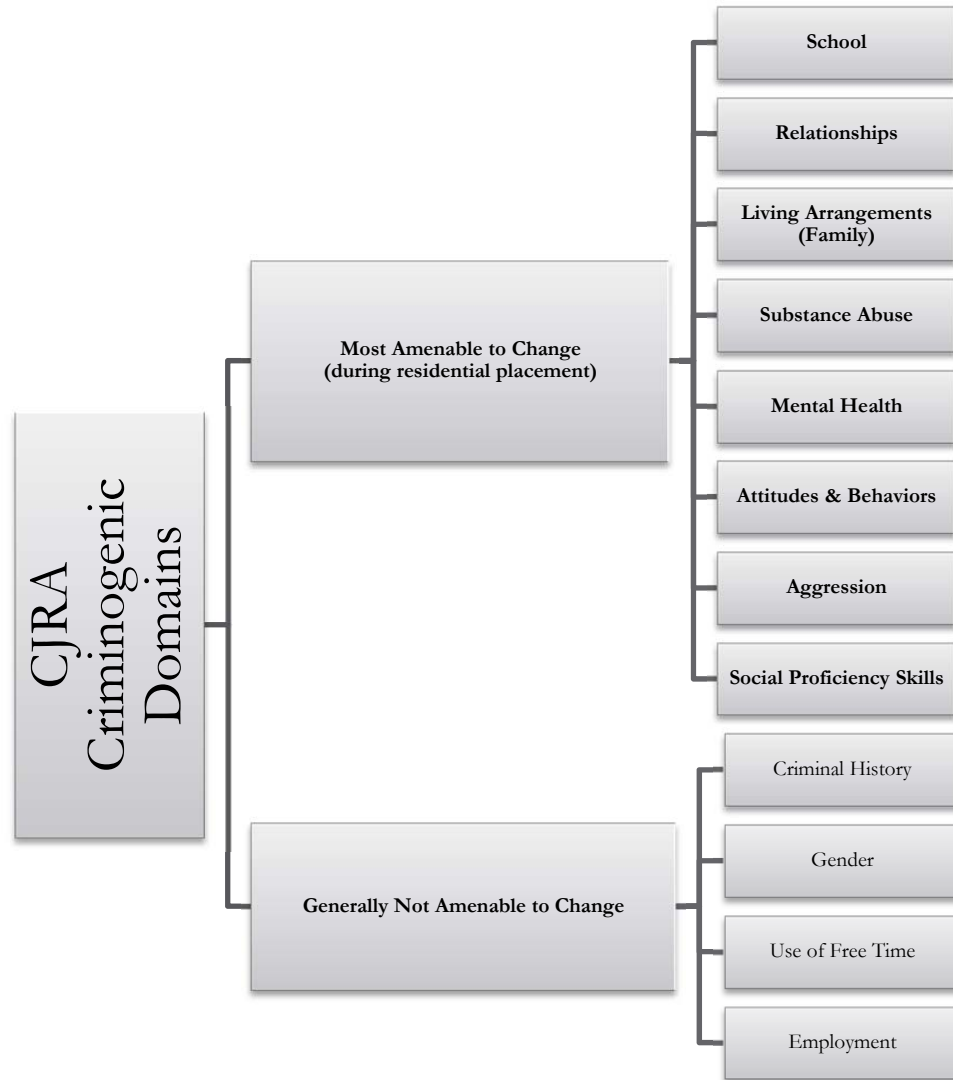 CJRA
Criminogenic
Domains
Most Amenable to Change
(during residential placement)
School
Relationships
Living Arrangements
(Family)
Substance Abuse
Mental Health
Attitudes & Behaviors
Aggression
Social Proficiency Skills
Generally Not Amenable to Change
Criminal History
Gender
Use of Free Time
Employment